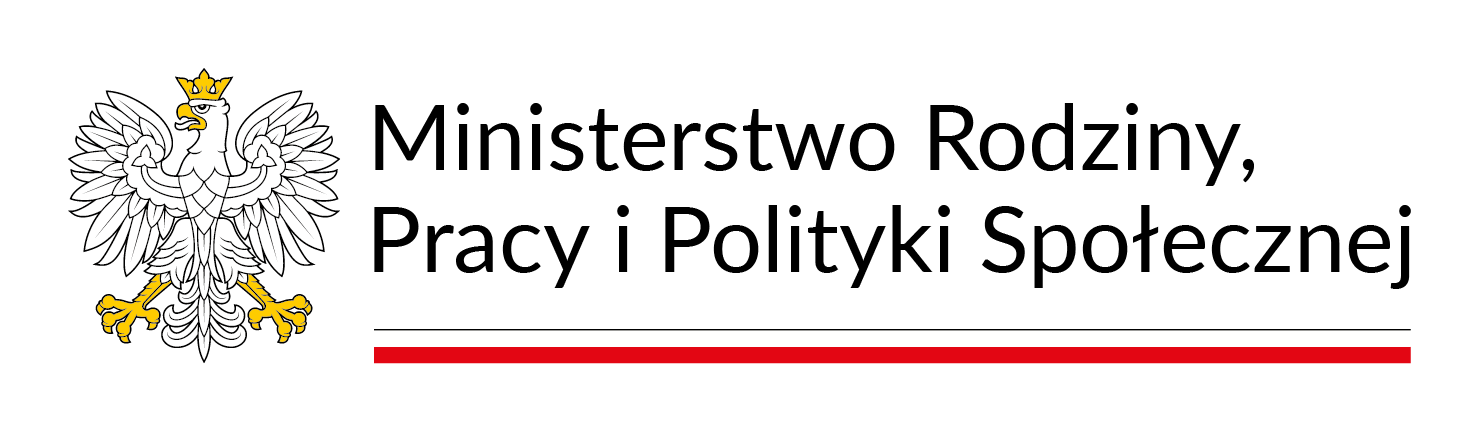 Ministerstwo Rodziny,
Pracy i Polityki Społecznej